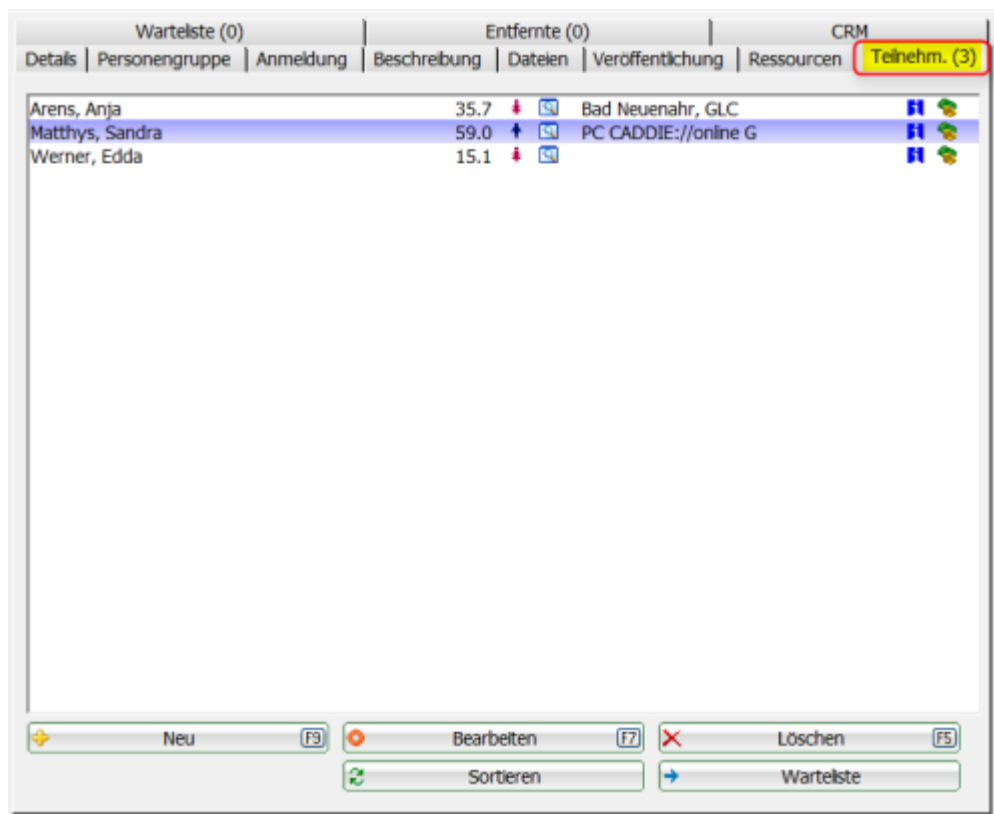 Warteliste (0) Entfernte (0) CRM
Details Personengruppe Anmeldung Beschreibung Dateien Veröffentlichung Ressourcen Teilnehm. (3)
Arens, Anja 35.7 Bad Neuenahr, GLC
Matthys, Sandra 59.0 PC CADDIE://online G
Werner, Edda 15.1
Neu F9 Bearbeiten F7 Löschen F5
Sortieren Warteliste